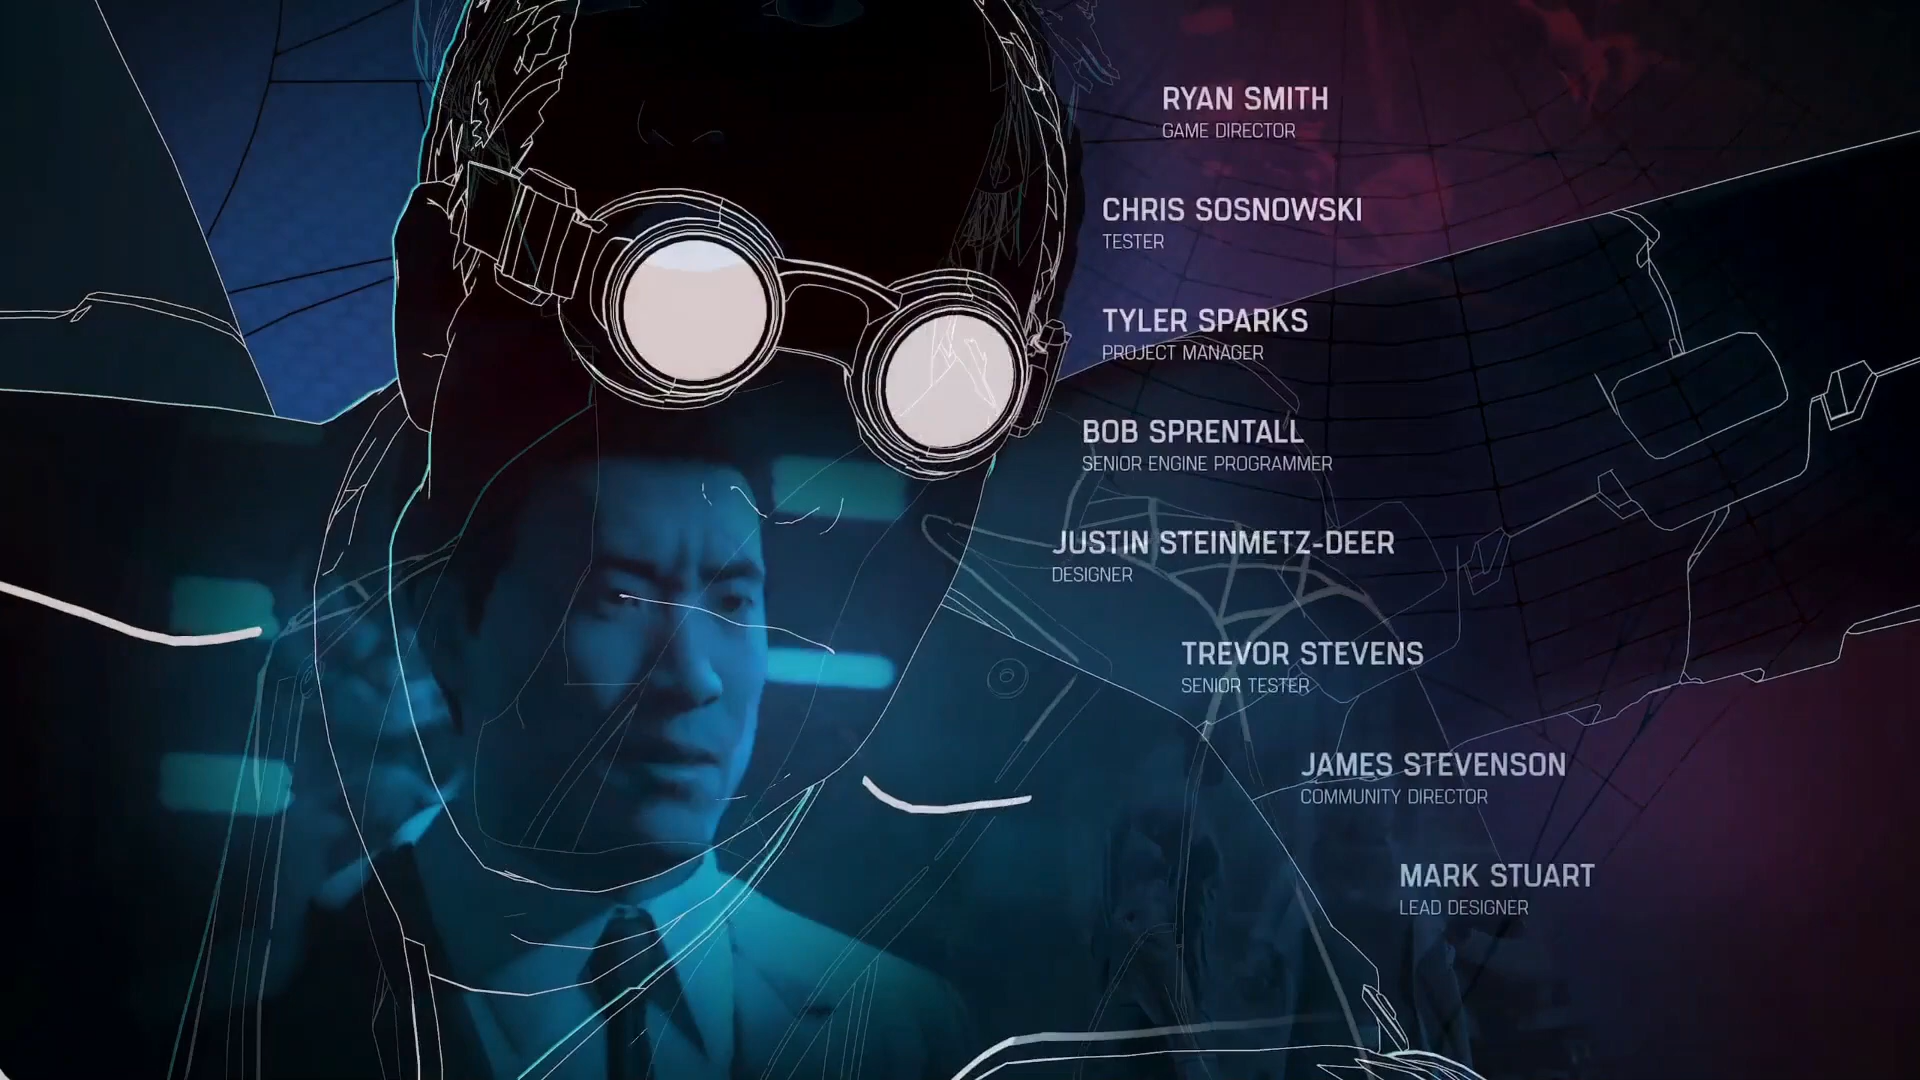 RYAN SMITH
GAME DIRECTOR
CHRIS SOSNOWSKI
TESTER
TYLER SPARKS
PROJECT MANAGER
BOB SPRENTALL
SENIOR ENGINE PROGRAMMER
JUSTIN STEINMETZ-DEER
DESIGNER
TREVOR STEVENS
SENIOR TESTER
JAMES STEVENSON
COMMUNITY DIRECTOR
MARK STUART
LEAD DESIGNER